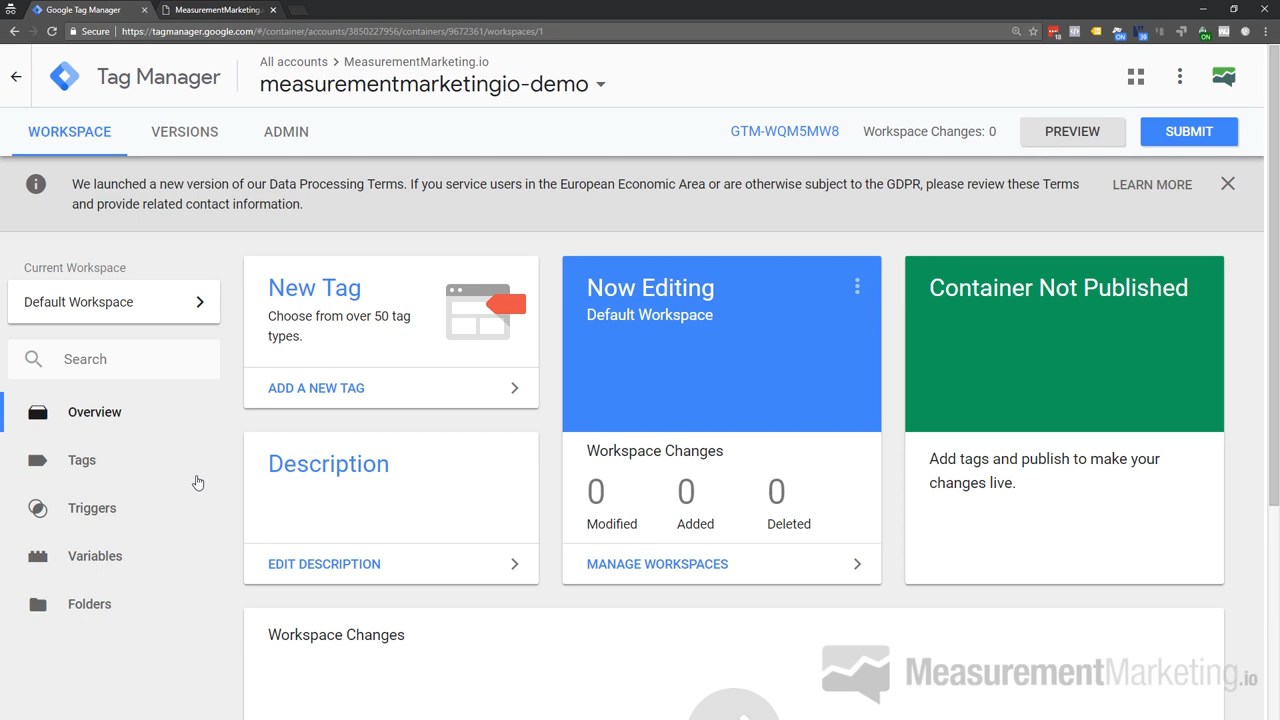 Google Tag Manager
MeasurementMarketing.
Secure
https://tagmanager.google.com/#/container/accounts/3850227956/containers/9672361/workspaces/1
18
ON
39
ON
Tag Manager
All accounts > MeasurementMarketing.io
measurementmarketingio-demo
WORKSPACE
VERSIONS
ADMIN
GTM-WQM5MW8
Workspace Changes: 0
PREVIEW
SUBMIT
We launched a new version of our Data Processing Terms. If you service users in the European Economic Area or are otherwise subject to the GDPR, please review these Terms
and provide related contact information.
LEARN MORE
Current Workspace
Default Workspace
Search
Overview
Tags
Triggers
Variables
Folders
New Tag
Choose from over 50 tag
types.
ADD A NEW TAG
Description
EDIT DESCRIPTION
Now Editing
Default Workspace
Workspace Changes
0 0 0
Modified Added Deleted
MANAGE WORKSPACES
Container Not Published
Add tags and publish to make your
changes live.
Workspace Changes
MeasurementMarketing.io